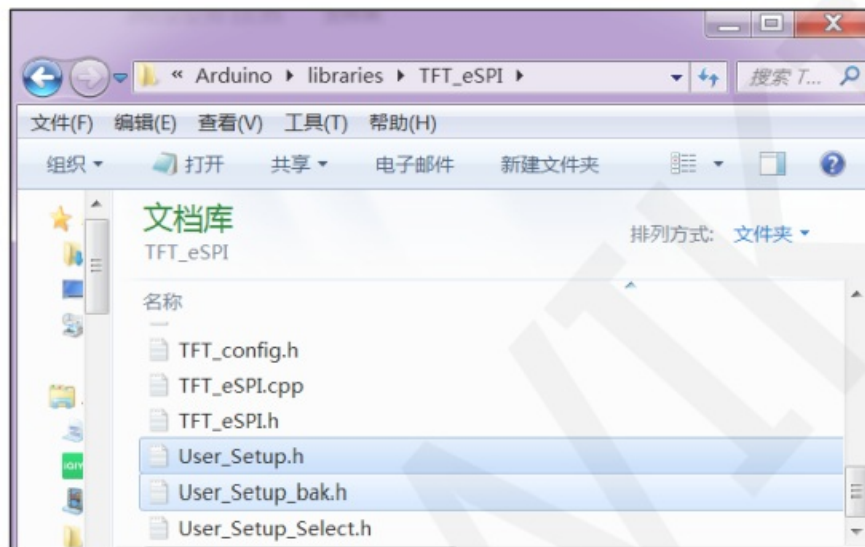 « Arduino ▸ libraries ▸ TFT_eSPI ▸ 搜索 T...
文件(F) 编辑(E) 查看(V) 工具(T) 帮助(H)
组织 打开 共享 电子邮件 新建文件夹
文档库
TFT_eSPI
排列方式: 文件夹
名称
TFT_config.h
TFT_eSPI.cpp
TFT_eSPI.h
User_Setup.h
User_Setup_bak.h
User_Setup_Select.h